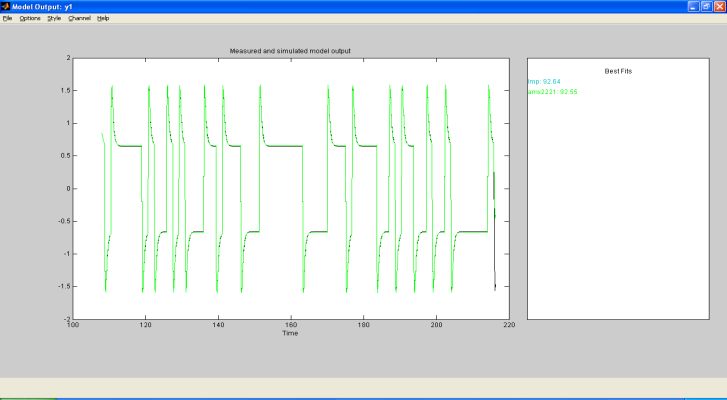 Model Output: y1
File Options Style Channel Help
Measured and simulated model output
2
1.5
1
0.5
0
-0.5
-1
-1.5
-2
100 120 140 160 180 200 220
Time
Best Fits
imp: 92.64
amx2221: 92.55